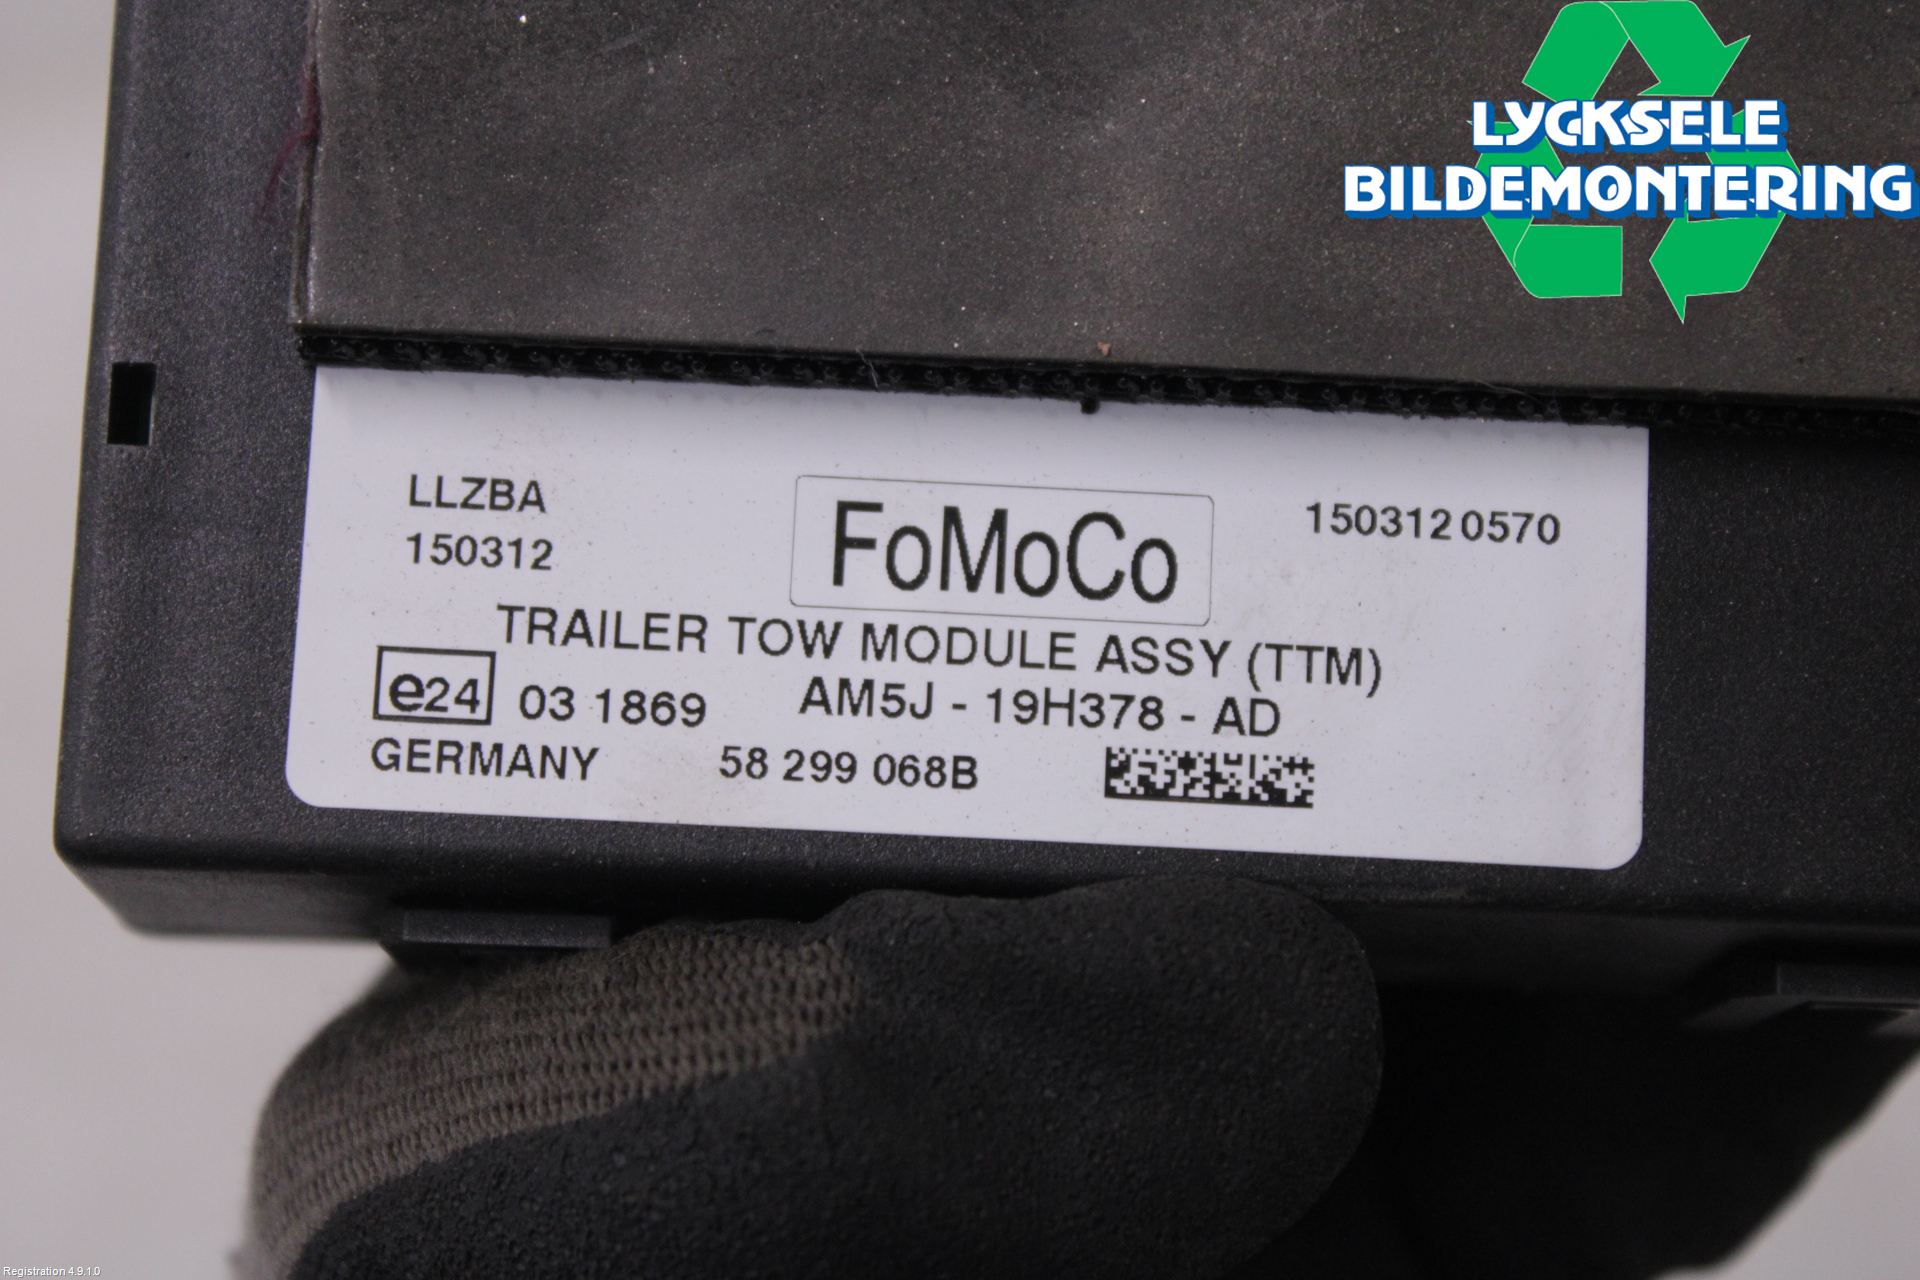 LYCKSELE
BILDEMONTERING
LLZBA
150312
FoMoCo
1503120570
TRAILER TOW MODULE ASSY (TTM)
e24 03 1869 AM5J - 19H378 - AD
GERMANY 58 299 068B
Registration 4.9.1.0